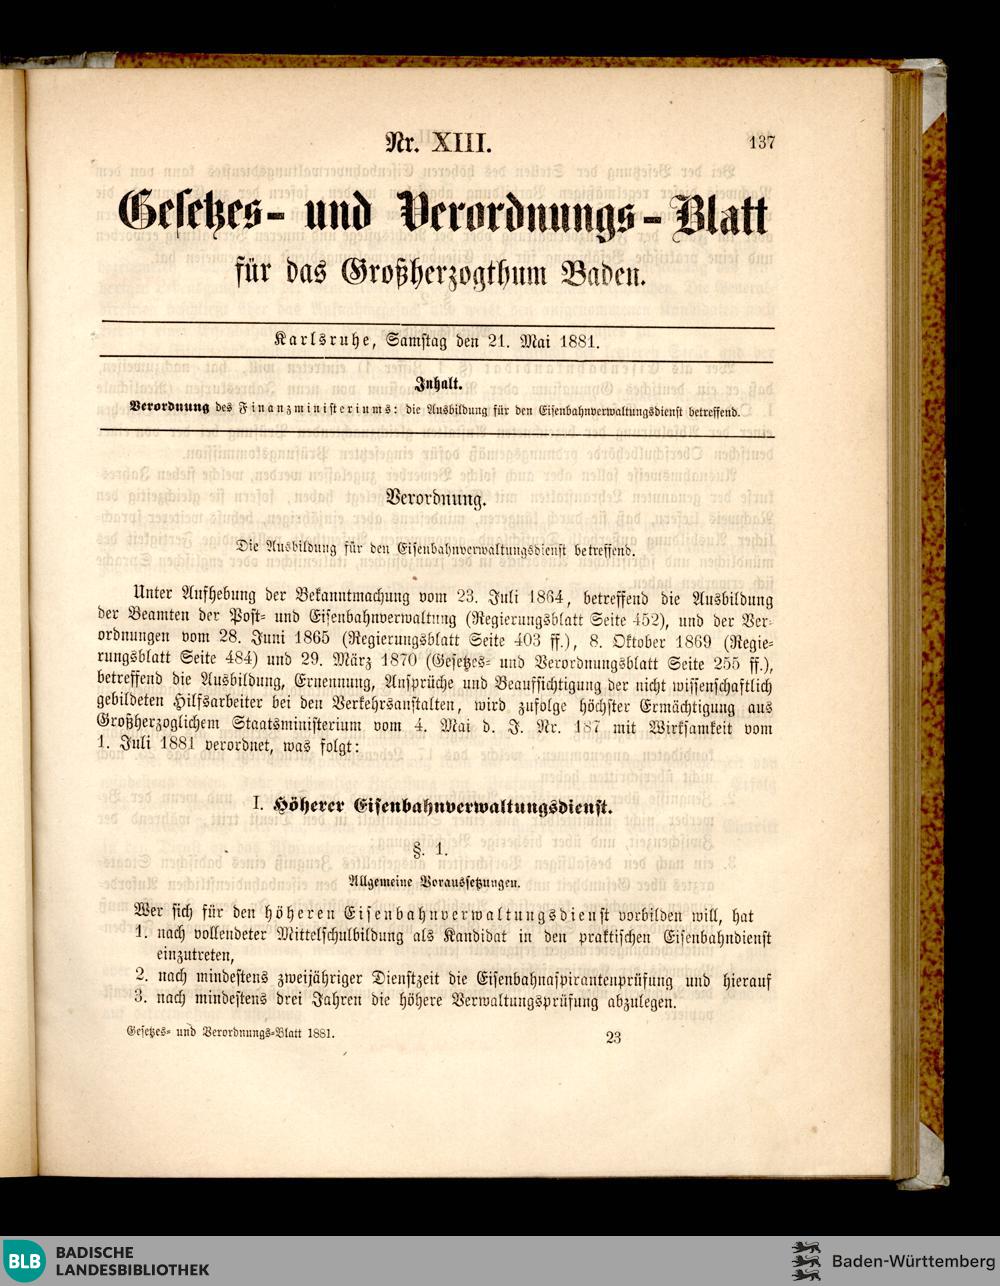 Nr. XIII. 137
Gesetzes- und Verordnungs-Blatt
für das Großherzogthum Baden.
Karlsruhe, Samstag den 21. Mai 1881.
Inhalt.
Verordnung des Finanzministeriums: die Ausbildung für den Eisenbahnverwaltungsdienst betreffend.
Verordnung.
Die Ausbildung für den Eisenbahnverwaltungsdienst betreffend.
Unter Aufhebung der Bekanntmachung vom 23. Juli 1864, betreffend die Ausbildung
der Beamten der Post- und Eisenbahnverwaltung (Regierungsblatt Seite 452), und der Ver-
ordnungen vom 28. Juni 1865 (Regierungsblatt Seite 403 ff.), 8. Oktober 1869 (Regie-
rungsblatt Seite 484) und 29. März 1870 (Gesetzes- und Verordnungsblatt Seite 255 ff.),
betreffend die Ausbildung, Ernennung, Ansprüche und Beaufsichtigung der nicht wissenschaftlich
gebildeten Hilfsarbeiter bei den Verkehrsanstalten, wird zufolge höchster Ermächtigung aus
Großherzoglichem Staatsministerium vom 4. Mai d. J. Nr. 187 mit Wirksamkeit vom
1. Juli 1881 verordnet, was folgt:
I. Höherer Eisenbahnverwaltungsdienst.
§. 1.
Allgemeine Voraussetzungen.
Wer sich für den höheren Eisenbahnverwaltungsdienst vorbilden will, hat
1. nach vollendeter Mittelschulbildung als Kandidat in den praktischen Eisenbahndienst
einzutreten,
2. nach mindestens zweijähriger Dienstzeit die Eisenbahnaspirantenprüfung und hierauf
3. nach mindestens drei Jahren die höhere Verwaltungsprüfung abzulegen.
Gesetzes- und Verordnungs-Blatt 1881. 23
BLB BADISCHE
LANDESBIBLIOTHEK
Baden-Württemberg